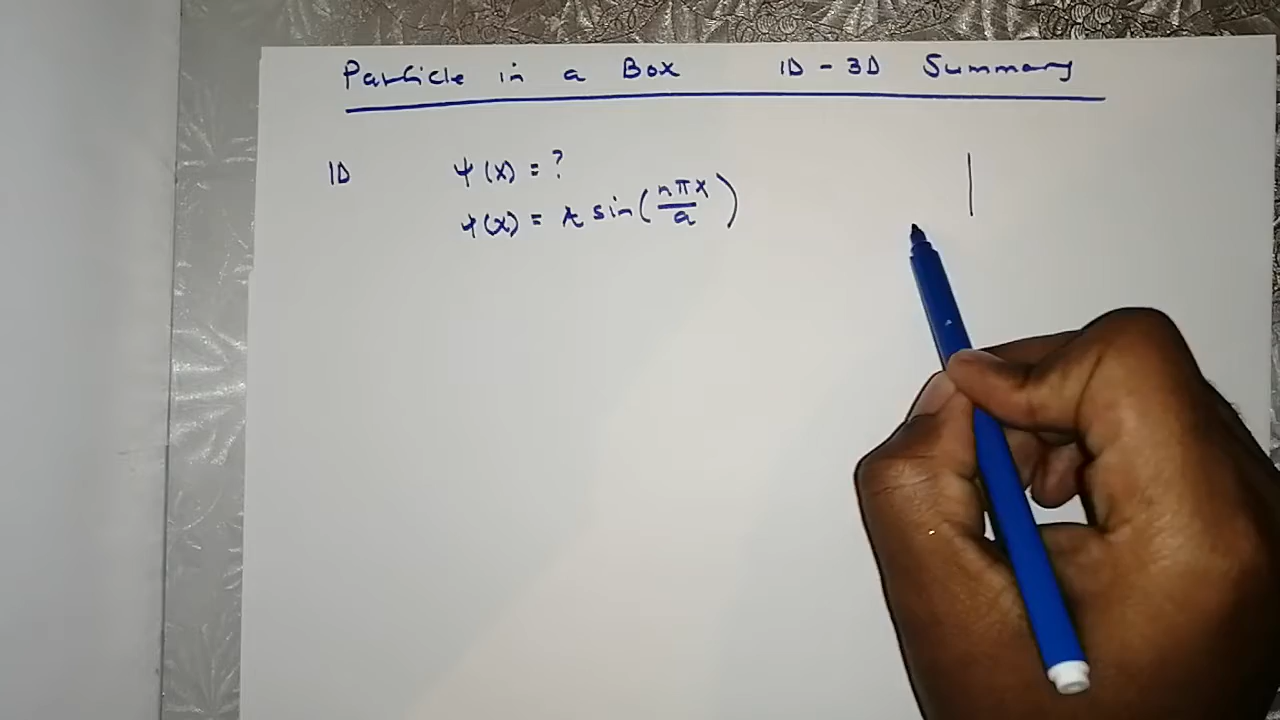 Particle in a Box 1D - 3D Summary
1D ψ(x) = ?
ψ(x) = A sin(nπx/a)